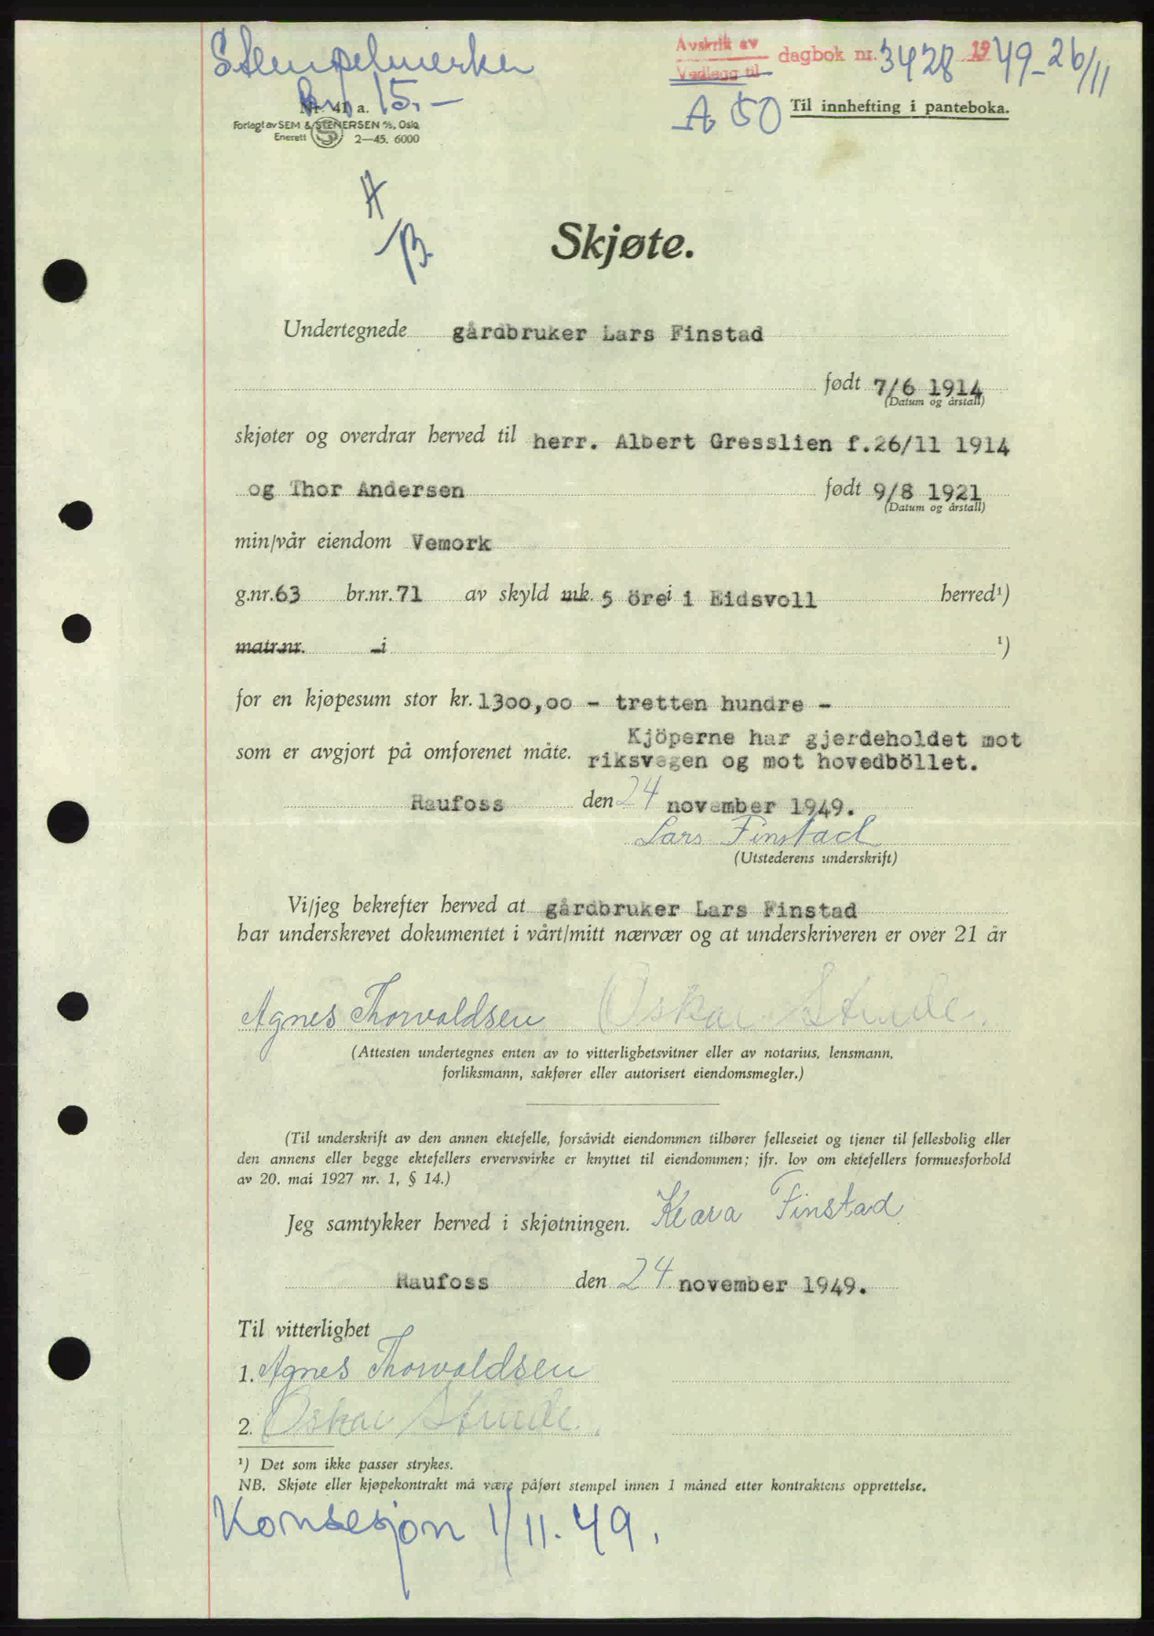 Stempelmerker
kr. 15.-
Nr. 41 a.
Forlagt av SEM & STENERSEN A/S, Oslo
Enerett S 2—45. 6000
Avskrift av
Vedlegg til
dagbok nr. 3428 1949-26/11
A 50 Til innhefting i panteboka.
A
B.
Skjøte.
Undertegnede gårdbruker Lars Finstad
født 7/6 1914
(Datum og årstall)
skjøter og overdrar herved til herr. Albert Gresslien f.26/11 1914
og Thor Andersen født 9/8 1921
(Datum og årstall)
min/vår eiendom Vemork
g.nr. 63 br.nr. 71 av skyld mk. 5 öre i i Eidsvoll herred¹)
matr.nr. i ¹)
for en kjøpesum stor kr. 1300,00 - tretten hundre -
som er avgjort på omforenet måte. Kjöperne har gjerdeholdet mot
riksvegen og mot hovedböllet.
Raufoss den 24 november 1949.
Lars Finstad
(Utstederens underskrift)
Vi/jeg bekrefter herved at gårdbruker Lars Finstad
har underskrevet dokumentet i vårt/mitt nærvær og at underskriveren er over 21 år
Agnes Thorvaldsen Oskar
(Attesten undertegnes enten av to vitterlighetsvitner eller av notarius, lensmann,
forliksmann, sakfører eller autorisert eiendomsmegler.)
(Til underskrift av den annen ektefelle, forsåvidt eiendommen tilhører felleseiet og tjener til fellesbolig eller
den annens eller begge ektefellers ervervsvirke er knyttet til eiendommen; jfr. lov om ektefellers formuesforhold
av 20. mai 1927 nr. 1, § 14.)
Jeg samtykker herved i skjøtningen. Klara Finstad
Raufoss den 24 november 1949.
Til vitterlighet
1. Agnes Thorvaldsen
2. Oskar
¹) Det som ikke passer strykes.
NB. Skjøte eller kjøpekontrakt må være påført stempel innen 1 måned etter kontraktens opprettelse.
Konsesjon 1/11.49.